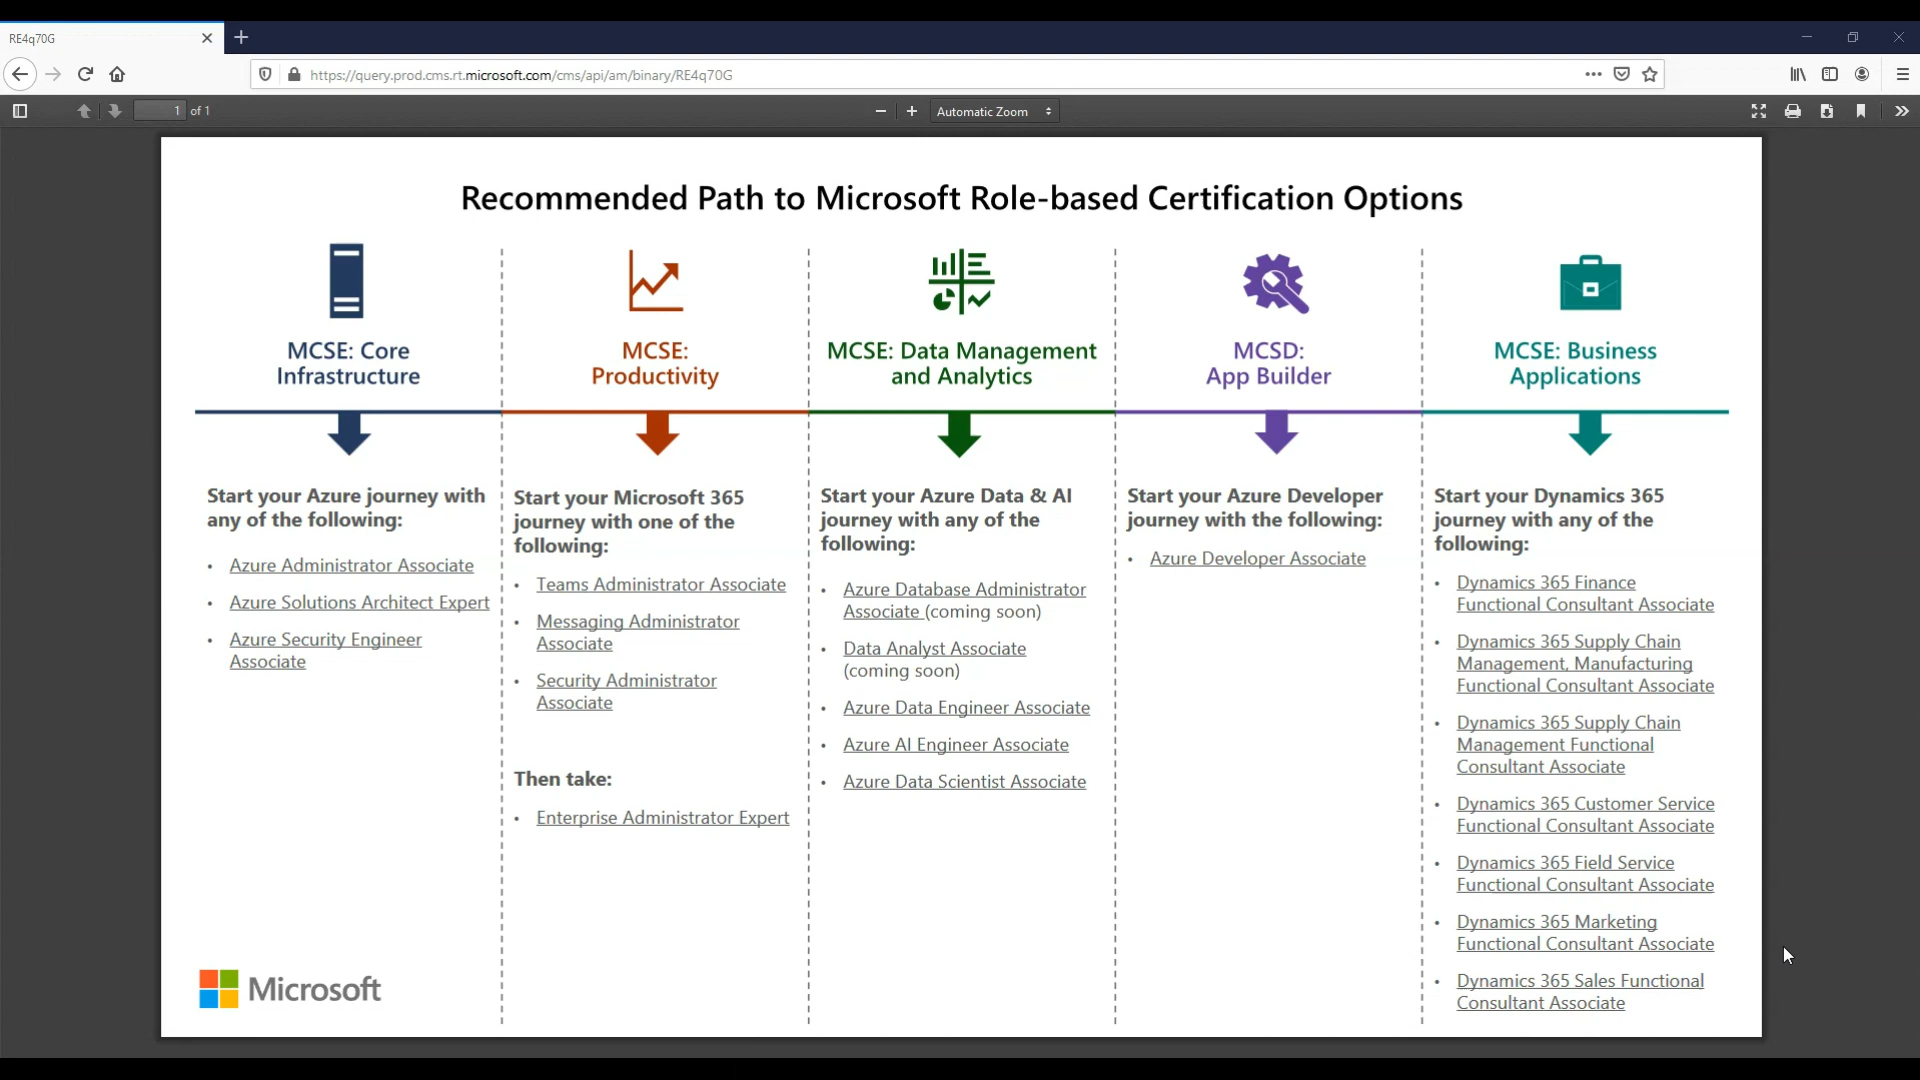 RE4q70G
https://query.prod.cms.rt.microsoft.com/cms/api/am/binary/RE4q70G
1 of 1
Automatic Zoom
Recommended Path to Microsoft Role-based Certification Options
MCSE: Core
Infrastructure
Start your Azure journey with
any of the following:
• Azure Administrator Associate
• Azure Solutions Architect Expert
• Azure Security Engineer
Associate
MCSE:
Productivity
Start your Microsoft 365
journey with one of the
following:
• Teams Administrator Associate
• Messaging Administrator
Associate
• Security Administrator
Associate
Then take:
• Enterprise Administrator Expert
MCSE: Data Management
and Analytics
Start your Azure Data & AI
journey with any of the
following:
• Azure Database Administrator
Associate (coming soon)
• Data Analyst Associate
(coming soon)
• Azure Data Engineer Associate
• Azure AI Engineer Associate
• Azure Data Scientist Associate
MCSD:
App Builder
Start your Azure Developer
journey with the following:
• Azure Developer Associate
MCSE: Business
Applications
Start your Dynamics 365
journey with any of the
following:
• Dynamics 365 Finance
Functional Consultant Associate
• Dynamics 365 Supply Chain
Management, Manufacturing
Functional Consultant Associate
• Dynamics 365 Supply Chain
Management Functional
Consultant Associate
• Dynamics 365 Customer Service
Functional Consultant Associate
• Dynamics 365 Field Service
Functional Consultant Associate
• Dynamics 365 Marketing
Functional Consultant Associate
• Dynamics 365 Sales Functional
Consultant Associate
Microsoft